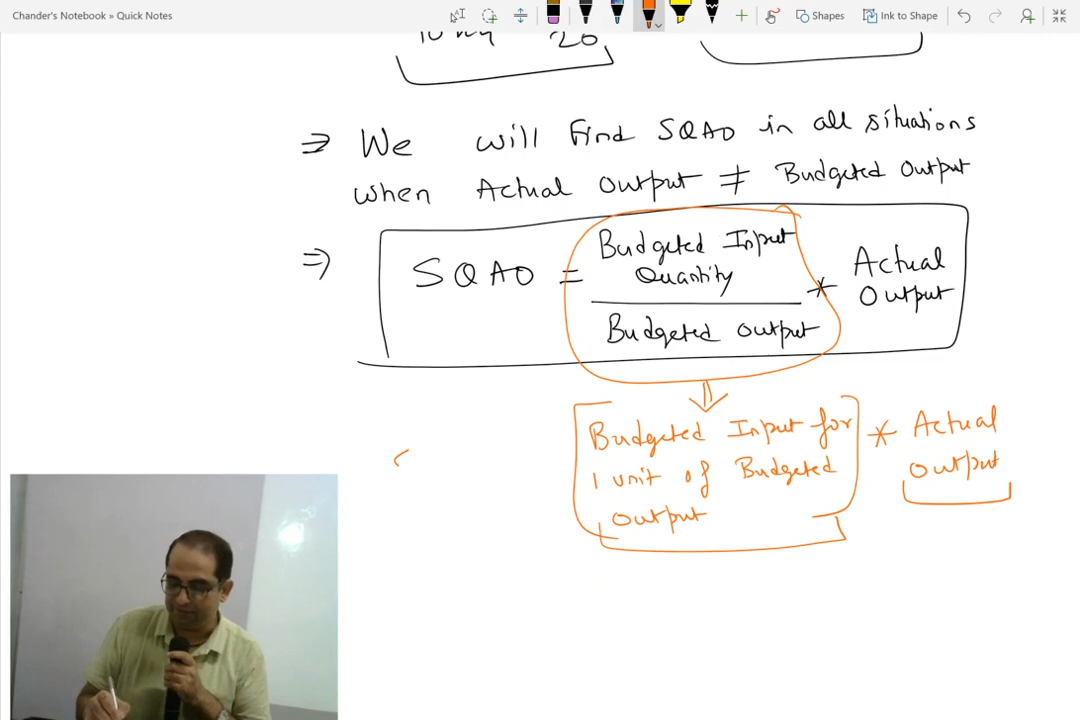 Chander's Notebook » Quick Notes
Shapes
Ink to Shape
20
⇒ We will Find SQAO in all situations
when Actual Output ≠ Budgeted Output
⇒ SQAO = Budgeted Input Quantity / Budgeted Output * Actual Output
Budgeted Input for * Actual
1 unit of Budgeted Output
Output